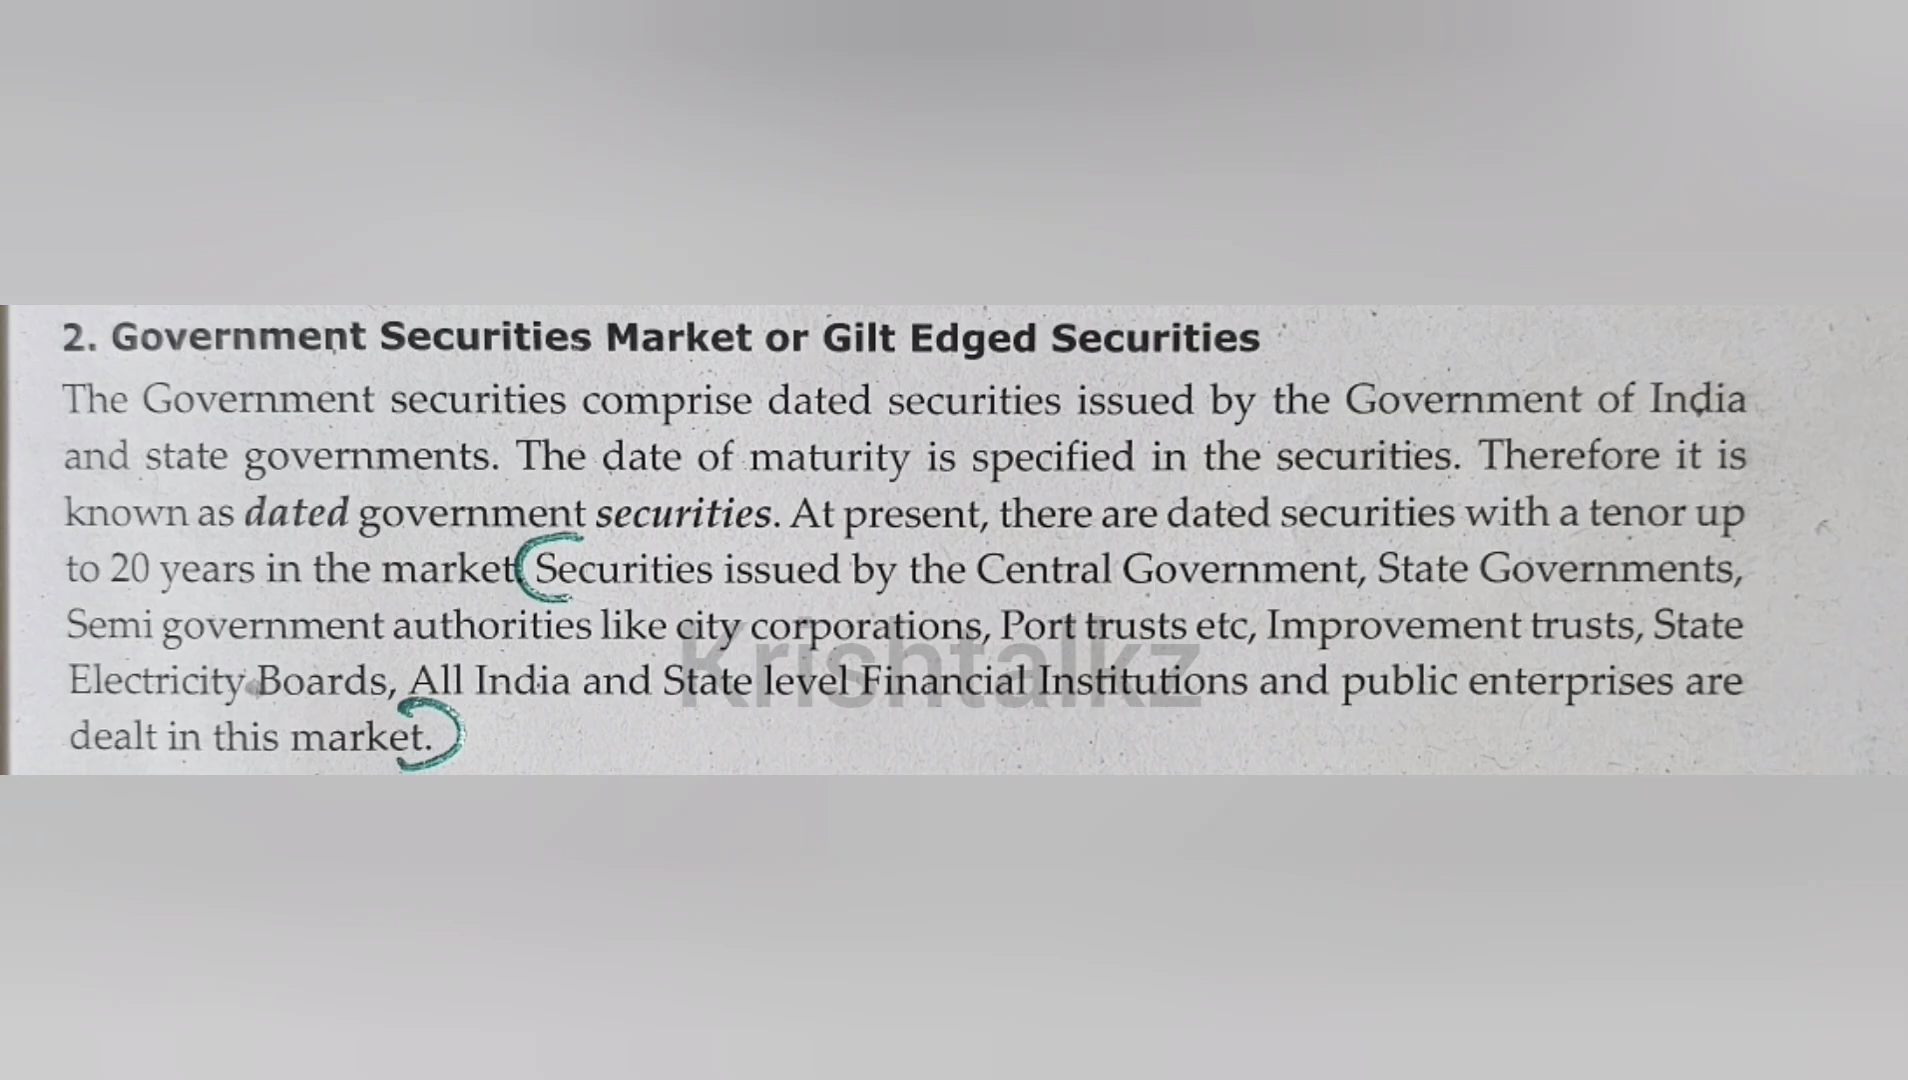 2. Government Securities Market or Gilt Edged Securities
The Government securities comprise dated securities issued by the Government of India
and state governments. The date of maturity is specified in the securities. Therefore it is
known as dated government securities. At present, there are dated securities with a tenor up
to 20 years in the market (Securities issued by the Central Government, State Governments,
Semi government authorities like city corporations, Port trusts etc, Improvement trusts, State
Electricity Boards, All India and State level Financial Institutions and public enterprises are
dealt in this market.)
Krishtalkz